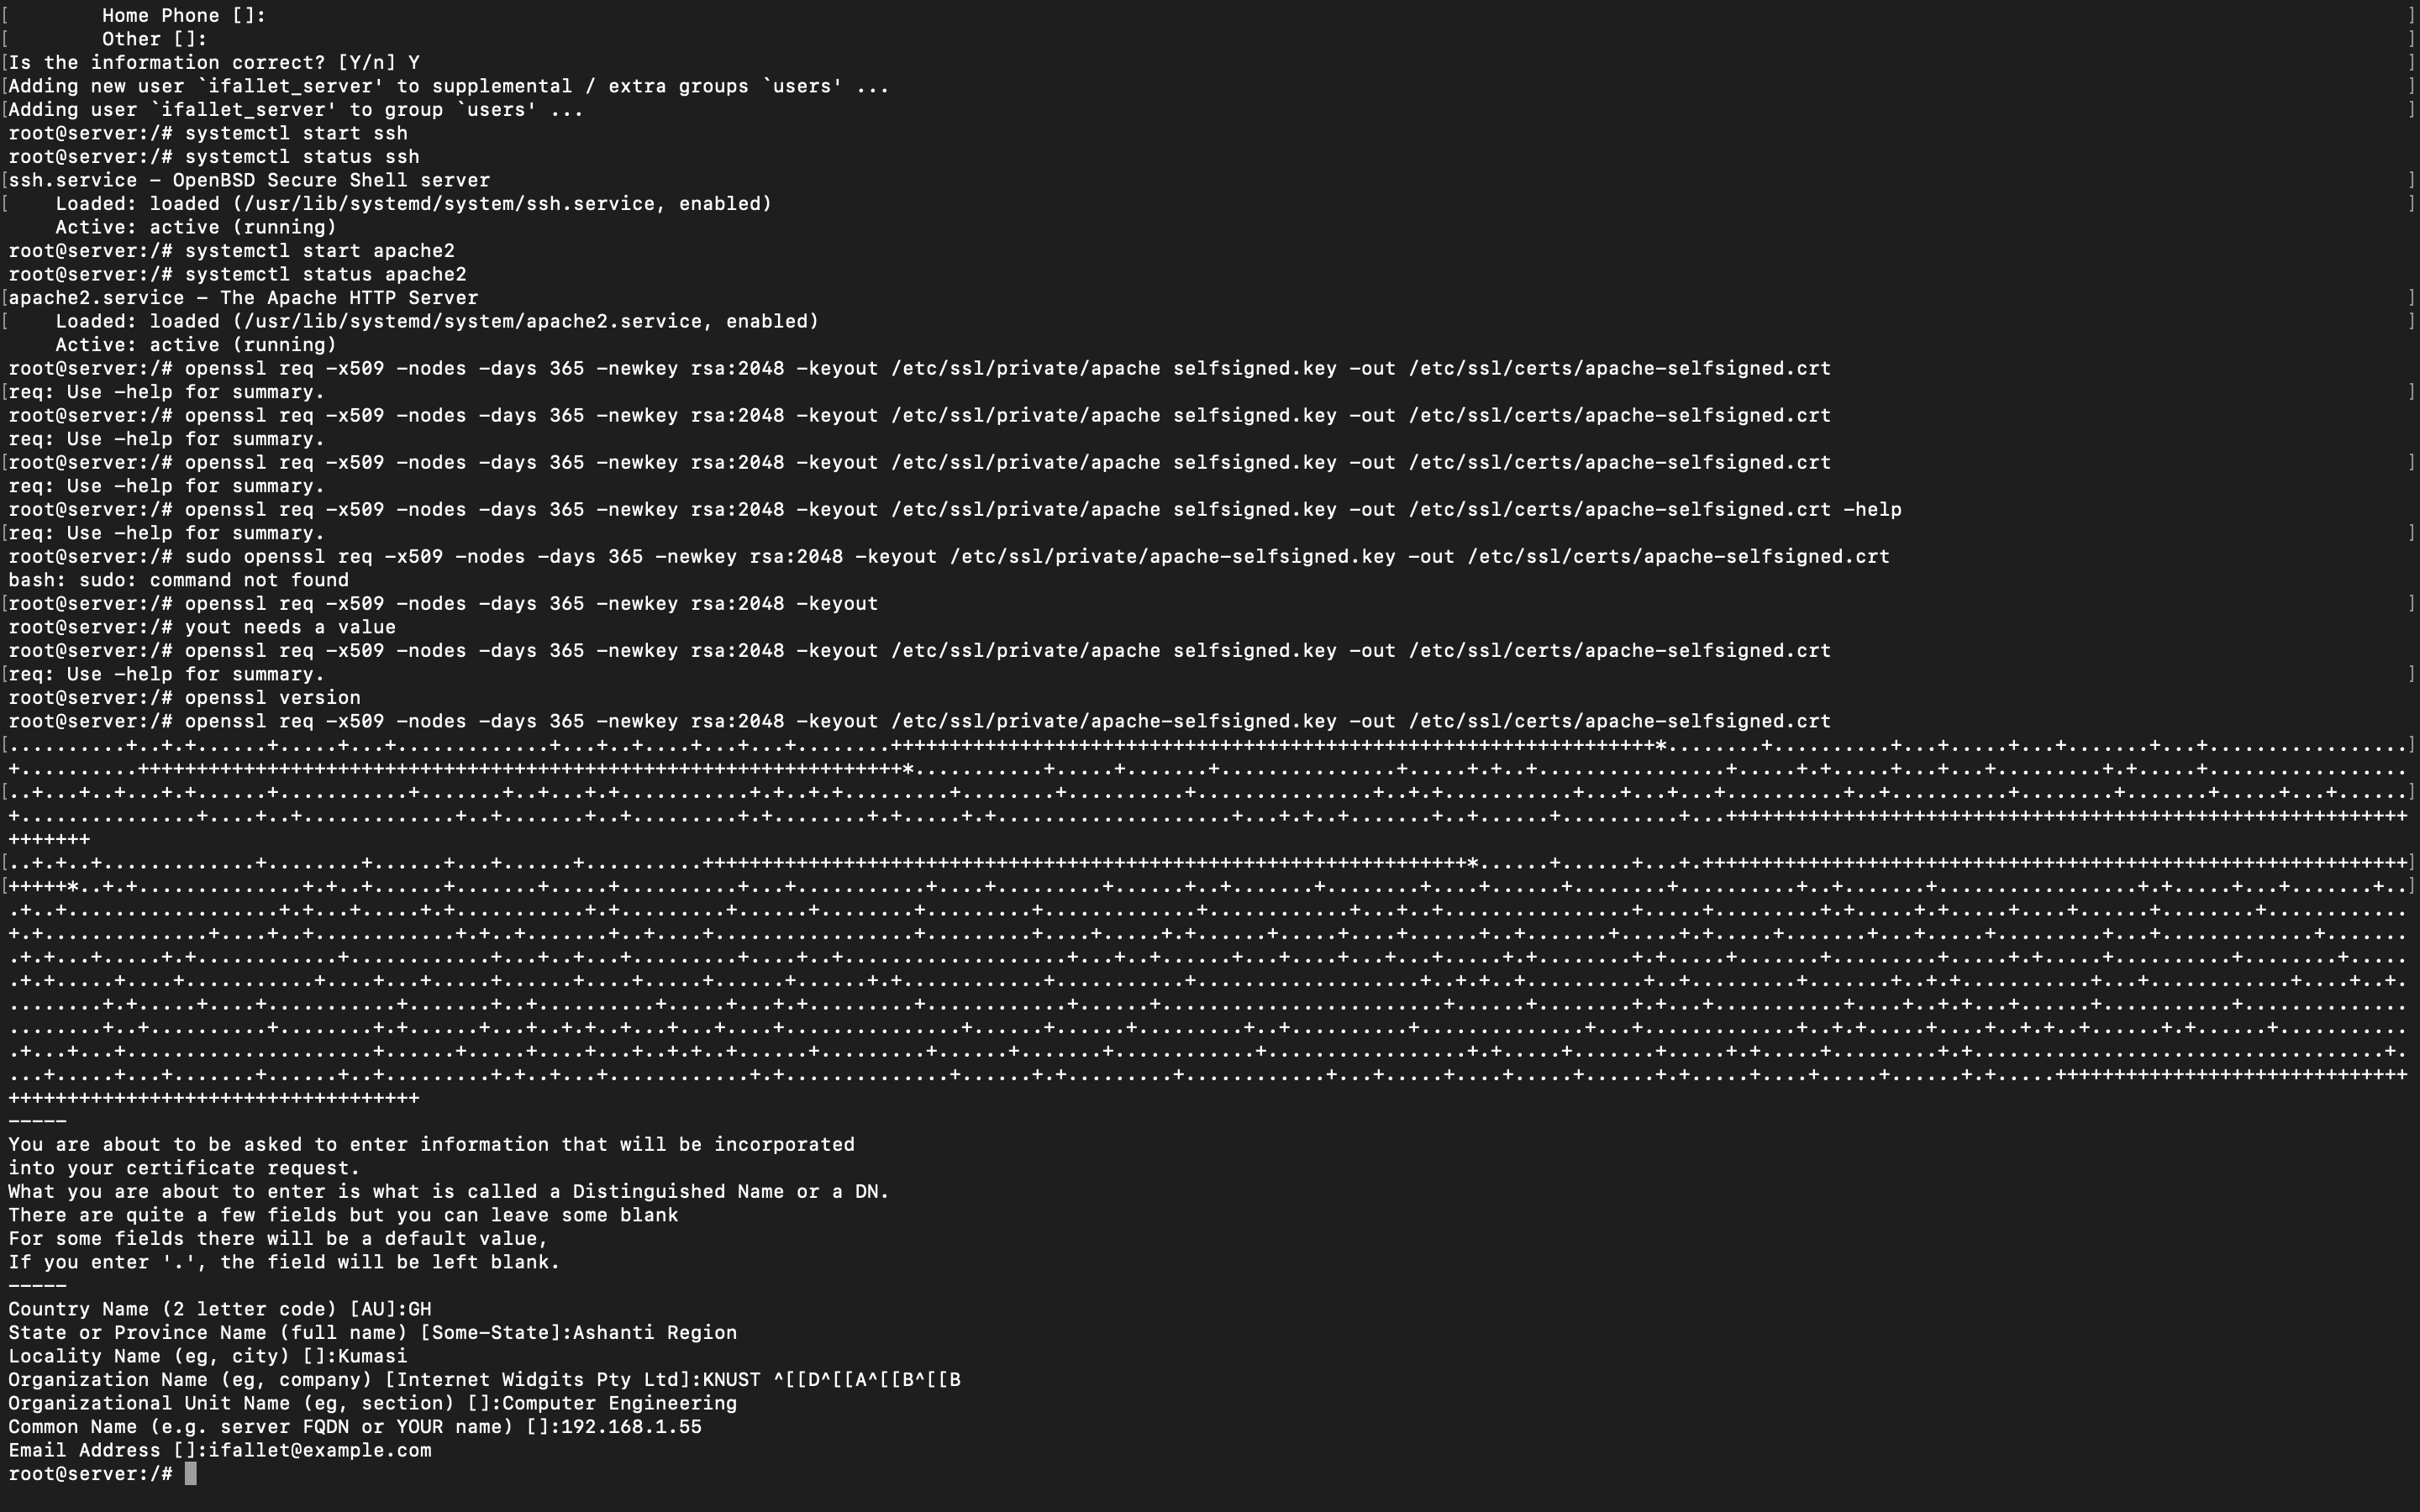 [        Home Phone []: ]
[        Other []: ]
[Is the information correct? [Y/n] Y ]
[Adding new user `ifallet_server' to supplemental / extra groups `users' ... ]
[Adding user `ifallet_server' to group `users' ... ]
root@server:/# systemctl start ssh
root@server:/# systemctl status ssh
[ssh.service - OpenBSD Secure Shell server ]
[    Loaded: loaded (/usr/lib/systemd/system/ssh.service, enabled) ]
    Active: active (running)
root@server:/# systemctl start apache2
root@server:/# systemctl status apache2
[apache2.service - The Apache HTTP Server ]
[    Loaded: loaded (/usr/lib/systemd/system/apache2.service, enabled) ]
    Active: active (running)
root@server:/# openssl req -x509 -nodes -days 365 -newkey rsa:2048 -keyout /etc/ssl/private/apache selfsigned.key -out /etc/ssl/certs/apache-selfsigned.crt
[req: Use -help for summary. ]
root@server:/# openssl req -x509 -nodes -days 365 -newkey rsa:2048 -keyout /etc/ssl/private/apache selfsigned.key -out /etc/ssl/certs/apache-selfsigned.crt
req: Use -help for summary.
[root@server:/# openssl req -x509 -nodes -days 365 -newkey rsa:2048 -keyout /etc/ssl/private/apache selfsigned.key -out /etc/ssl/certs/apache-selfsigned.crt ]
req: Use -help for summary.
root@server:/# openssl req -x509 -nodes -days 365 -newkey rsa:2048 -keyout /etc/ssl/private/apache selfsigned.key -out /etc/ssl/certs/apache-selfsigned.crt -help
[req: Use -help for summary. ]
root@server:/# sudo openssl req -x509 -nodes -days 365 -newkey rsa:2048 -keyout /etc/ssl/private/apache-selfsigned.key -out /etc/ssl/certs/apache-selfsigned.crt
bash: sudo: command not found
[root@server:/# openssl req -x509 -nodes -days 365 -newkey rsa:2048 -keyout ]
root@server:/# yout needs a value
root@server:/# openssl req -x509 -nodes -days 365 -newkey rsa:2048 -keyout /etc/ssl/private/apache selfsigned.key -out /etc/ssl/certs/apache-selfsigned.crt
[req: Use -help for summary. ]
root@server:/# openssl version
root@server:/# openssl req -x509 -nodes -days 365 -newkey rsa:2048 -keyout /etc/ssl/private/apache-selfsigned.key -out /etc/ssl/certs/apache-selfsigned.crt
-----
You are about to be asked to enter information that will be incorporated
into your certificate request.
What you are about to enter is what is called a Distinguished Name or a DN.
There are quite a few fields but you can leave some blank
For some fields there will be a default value,
If you enter '.', the field will be left blank.
-----
Country Name (2 letter code) [AU]:GH
State or Province Name (full name) [Some-State]:Ashanti Region
Locality Name (eg, city) []:Kumasi
Organization Name (eg, company) [Internet Widgits Pty Ltd]:KNUST ^[[D^[[A^[[B^[[B
Organizational Unit Name (eg, section) []:Computer Engineering
Common Name (e.g. server FQDN or YOUR name) []:192.168.1.55
Email Address []:ifallet@example.com
root@server:/#